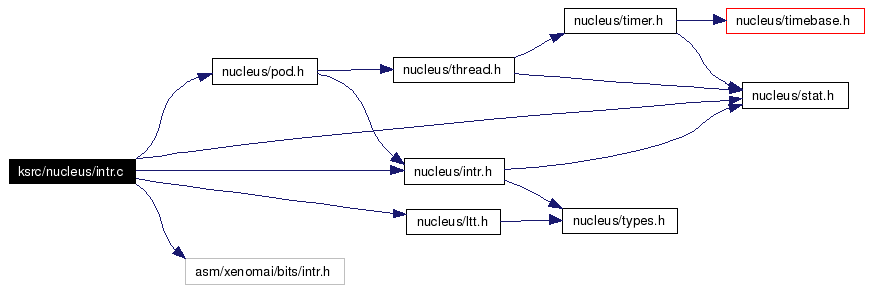 nucleus/timer.h
nucleus/timebase.h
nucleus/pod.h
nucleus/thread.h
nucleus/stat.h
ksrc/nucleus/intr.c
nucleus/intr.h
nucleus/ltt.h
nucleus/types.h
asm/xenomai/bits/intr.h